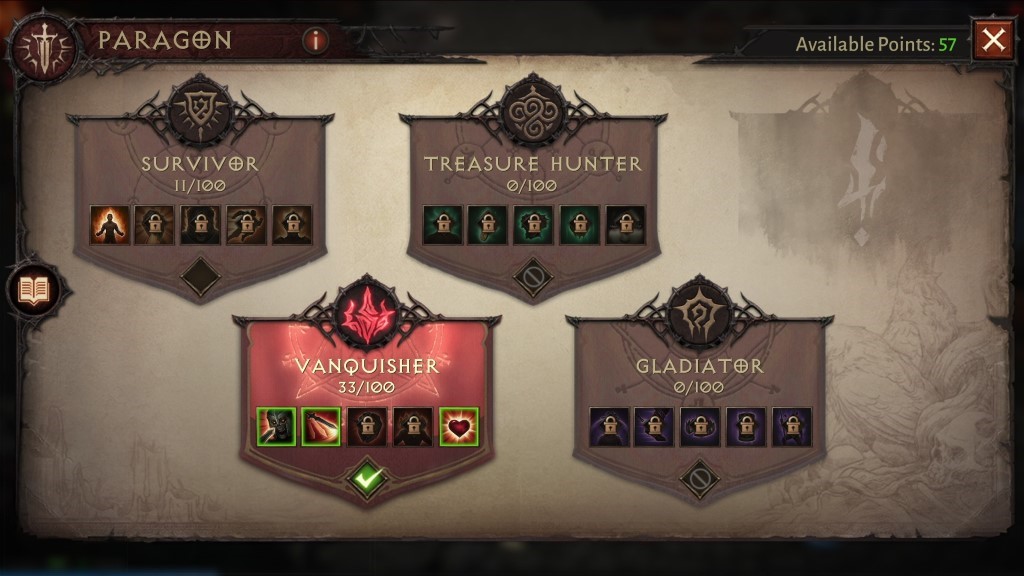 PARAGON
Available Points: 57
SURVIVOR
11/100
TREASURE HUNTER
0/100
VANQUISHER
33/100
GLADIATOR
0/100